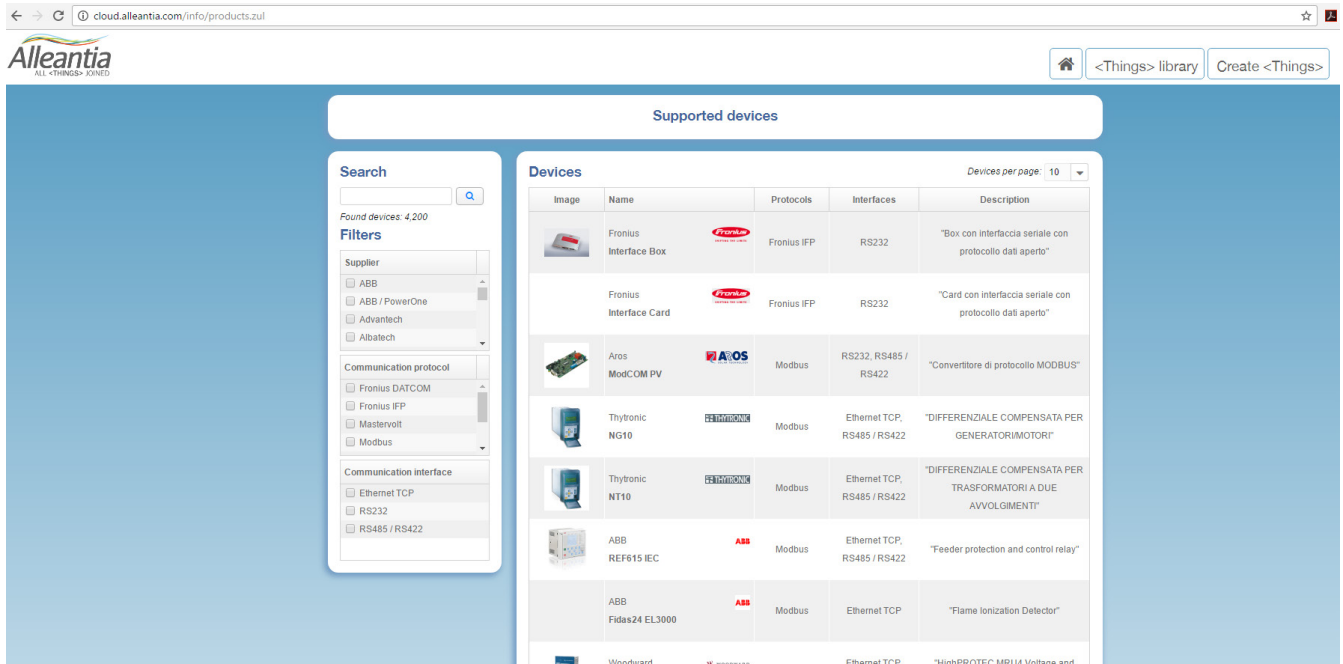 cloud.alleantia.com/info/products.zul
Alleantia
ALL <THINGS> JOINED
<Things> library
Create <Things>
Supported devices
Search
Found devices: 4,200
Filters
Supplier
ABB
ABB / PowerOne
Advantech
Albatech
Communication protocol
Fronius DATCOM
Fronius IFP
Mastervolt
Modbus
Communication interface
Ethernet TCP
RS232
RS485 / RS422
Devices
Devices per page: 10
Image Name Protocols Interfaces Description
Fronius
Interface Box
Fronius
Fronius IFP
RS232
"Box con interfaccia seriale con
protocollo dati aperto"
Fronius
Interface Card
Fronius
Fronius IFP
RS232
"Card con interfaccia seriale con
protocollo dati aperto"
Aros
ModCOM PV
AROS
Modbus
RS232, RS485 /
RS422
"Convertitore di protocollo MODBUS"
Thytronic
NG10
THYTRONIC
Modbus
Ethernet TCP,
RS485 / RS422
"DIFFERENZIALE COMPENSATA PER
GENERATORI/MOTORI"
Thytronic
NT10
THYTRONIC
Modbus
Ethernet TCP,
RS485 / RS422
"DIFFERENZIALE COMPENSATA PER
TRASFORMATORI A DUE
AVVOLGIMENTI"
ABB
REF615 IEC
ABB
Modbus
Ethernet TCP,
RS485 / RS422
"Feeder protection and control relay"
ABB
Fidas24 EL3000
ABB
Modbus
Ethernet TCP
"Flame Ionization Detector"
Woodward
Ethernet TCP,
"HighPROTEC MRU4 Voltage and